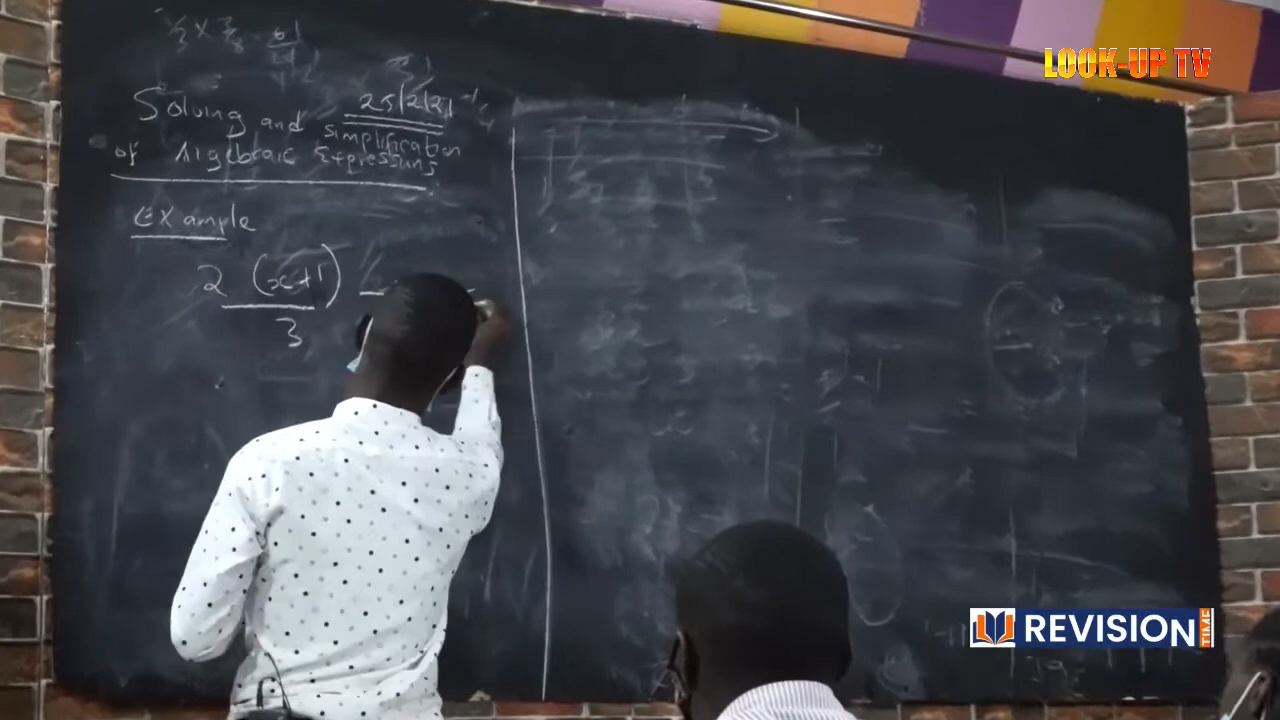 LOOK-UP TV
25/2/21
Solving and simplification
of Algebraic Expressions
Example
2 (x+1)
3
REVISION TIME